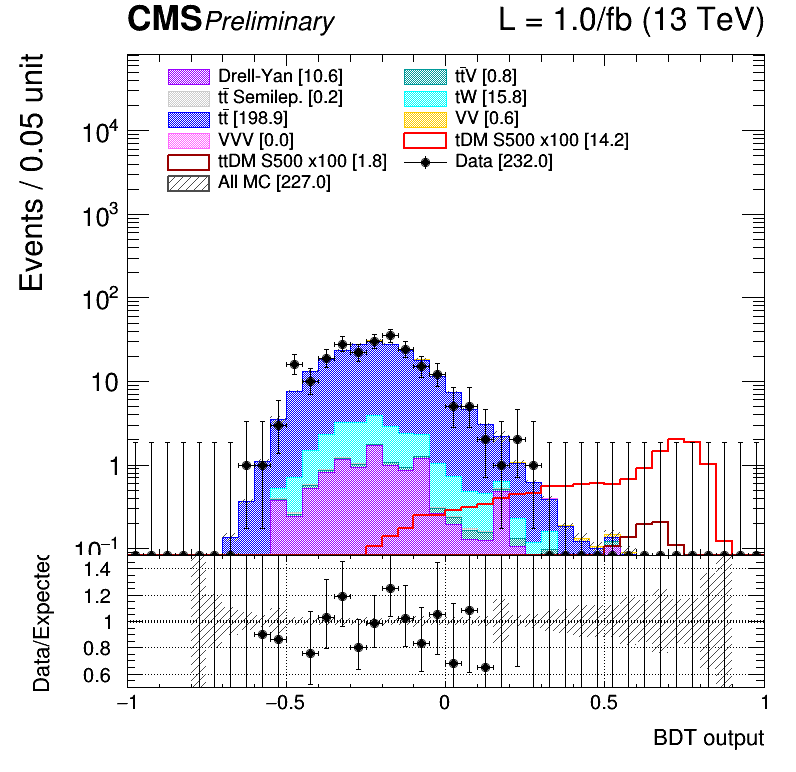 CMS Preliminary L = 1.0/fb (13 TeV)
Events / 0.05 unit
Drell-Yan [10.6] tt̄V [0.8]
tt̄ Semilep. [0.2] tW [15.8]
tt̄ [198.9] VV [0.6]
VVV [0.0] tDM S500 x100 [14.2]
ttDM S500 x100 [1.8] Data [232.0]
All MC [227.0]
10⁴
10³
10²
10
1
10⁻¹
Data/Expected
1.4
1.2
1
0.8
0.6
−1 −0.5 0 0.5 1
BDT output